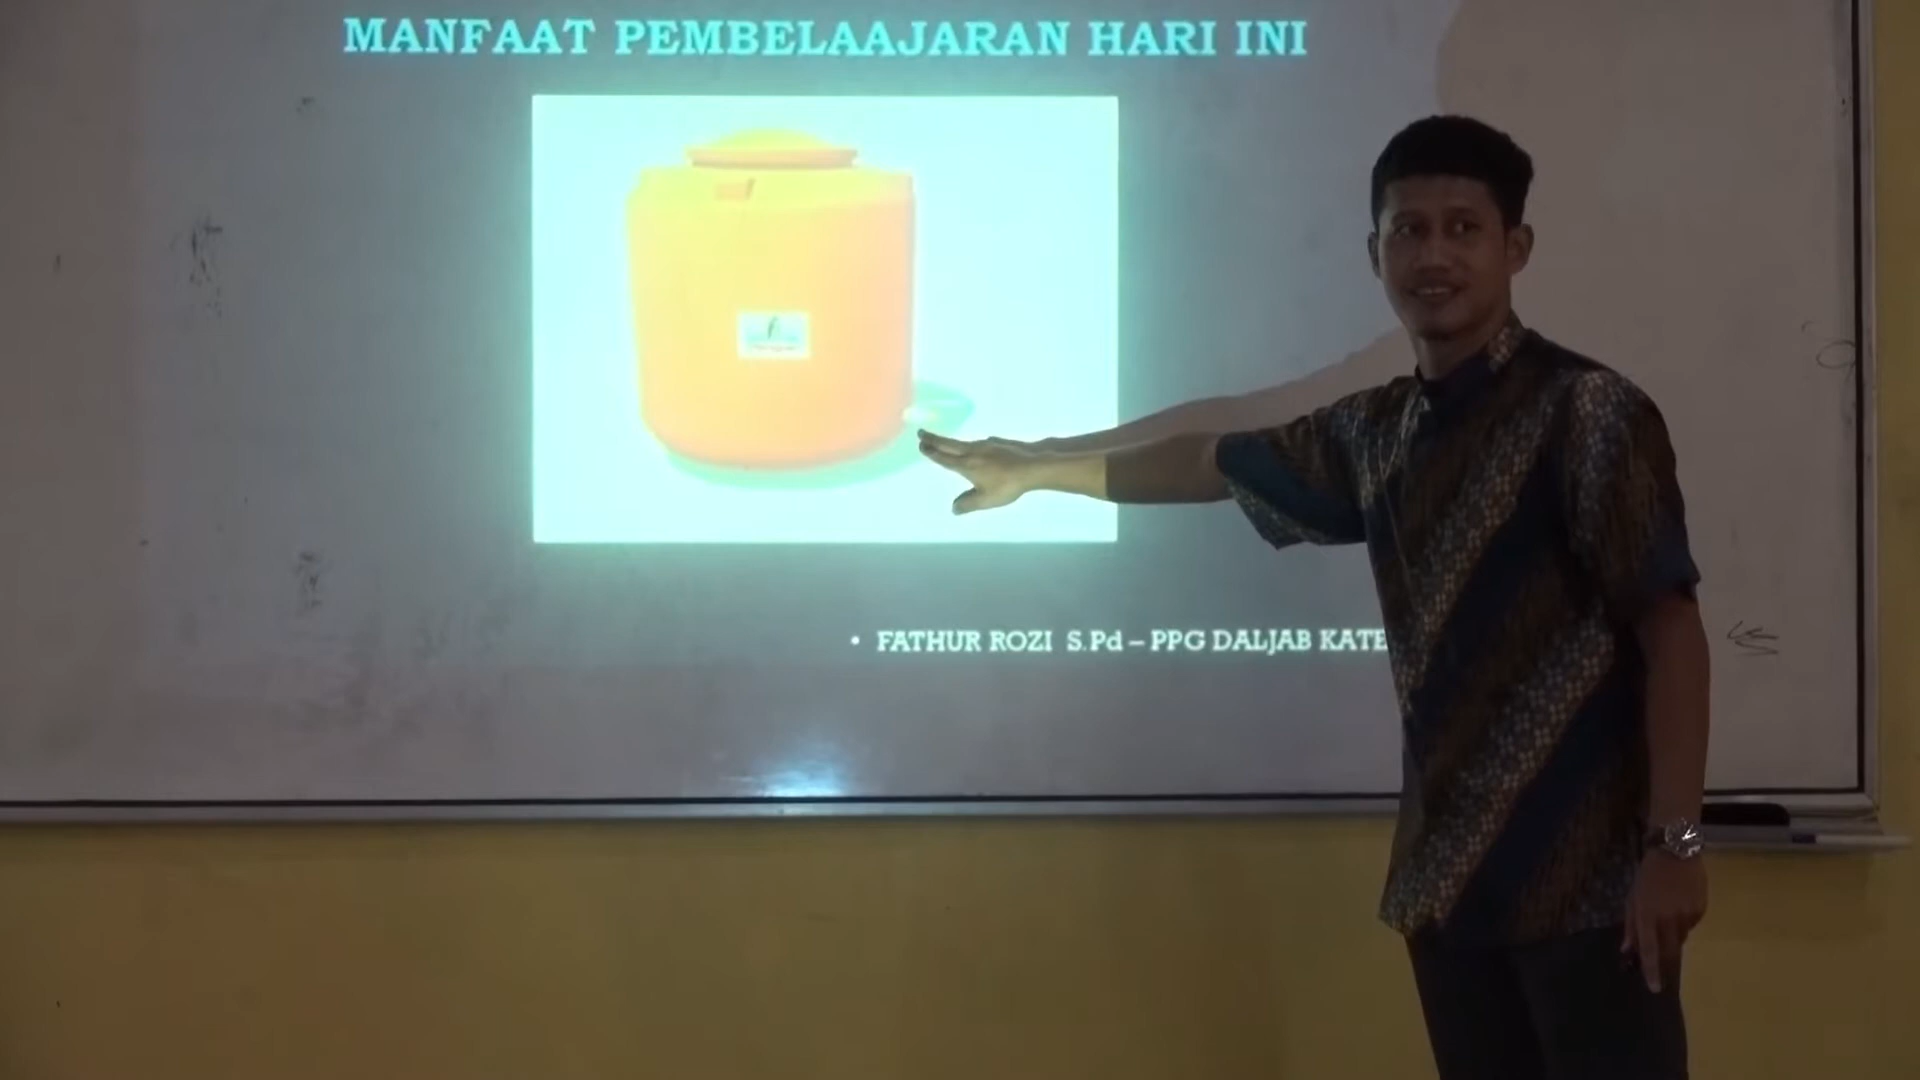 MANFAAT PEMBELAAJARAN HARI INI
• FATHUR ROZI S.Pd – PPG DALJAB KATE